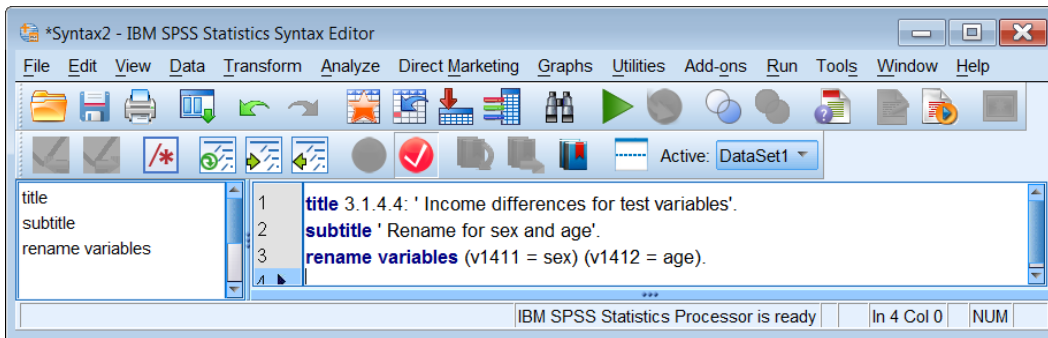 *Syntax2 - IBM SPSS Statistics Syntax Editor
File Edit View Data Transform Analyze Direct Marketing Graphs Utilities Add-ons Run Tools Window Help
/*
Active: DataSet1
title
subtitle
rename variables
1 title 3.1.4.4: ' Income differences for test variables'.
2 subtitle ' Rename for sex and age'.
3 rename variables (v1411 = sex) (v1412 = age).
4
IBM SPSS Statistics Processor is ready In 4 Col 0 NUM